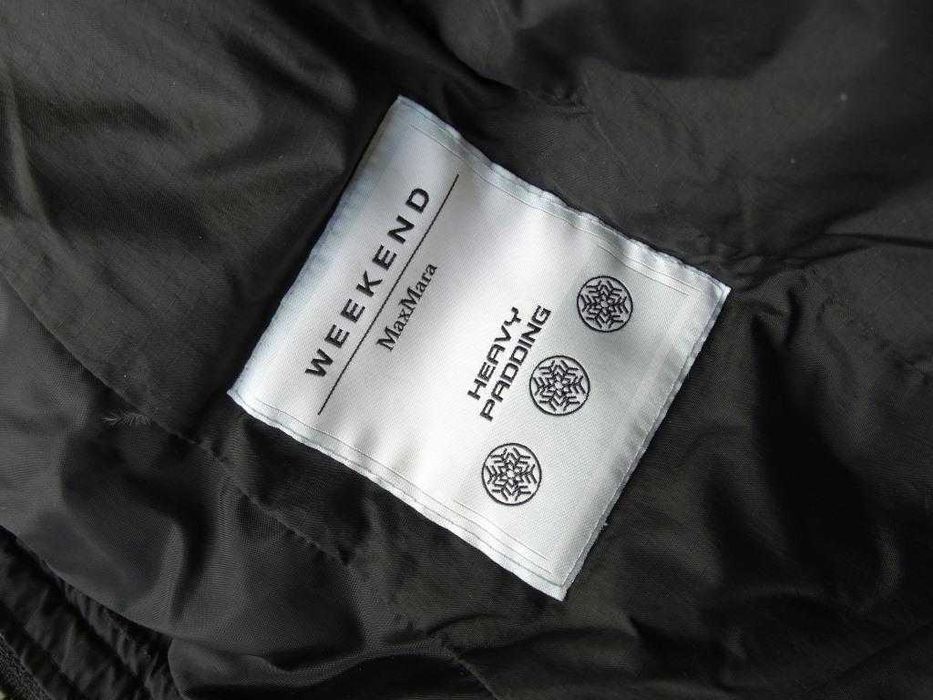 WEEKEND
MaxMara
HEAVY
PADDING